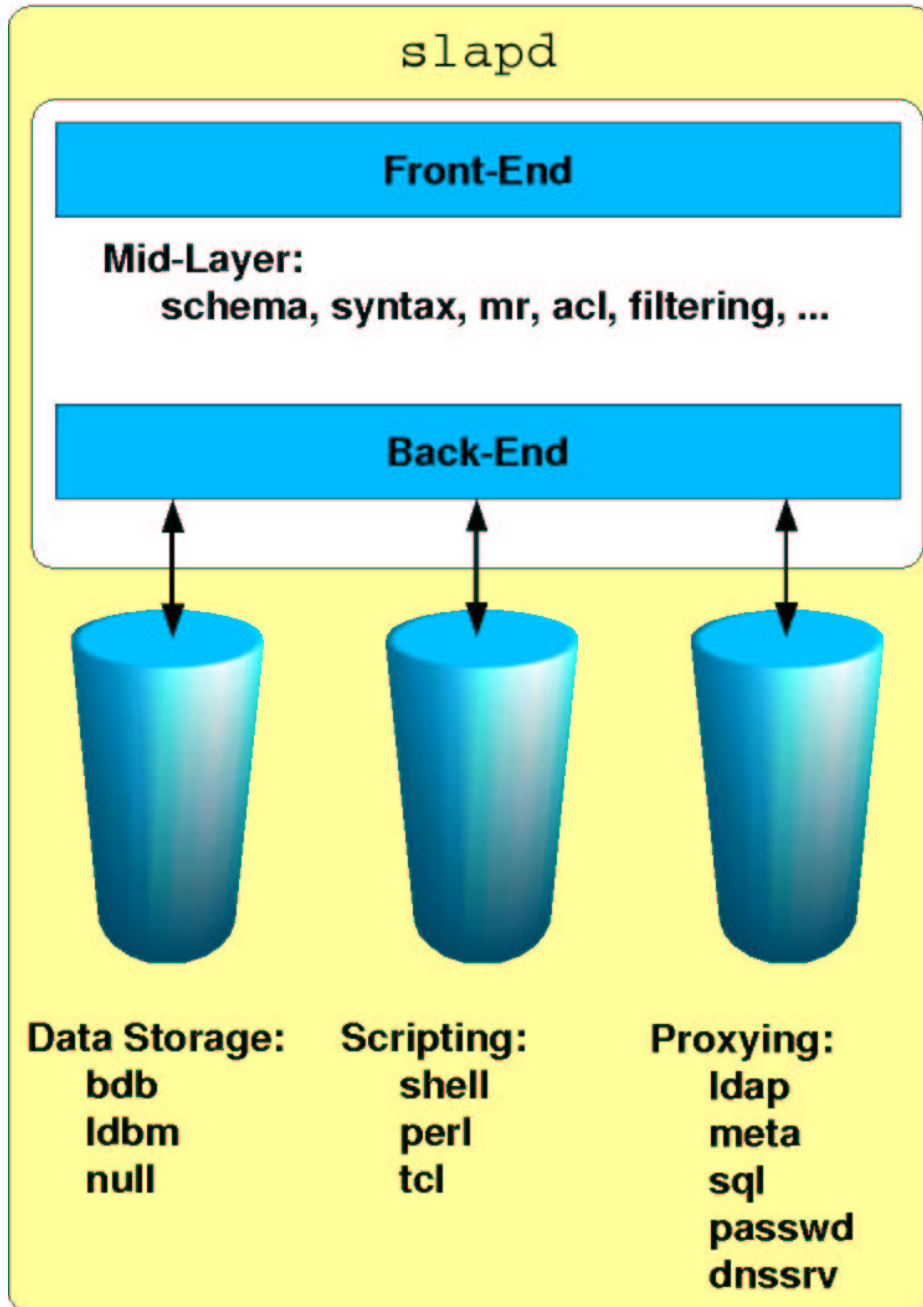 slapd
Front-End
Mid-Layer:
schema, syntax, mr, acl, filtering, ...
Back-End
Data Storage:
bdb
ldbm
null
Scripting:
shell
perl
tcl
Proxying:
ldap
meta
sql
passwd
dnssrv